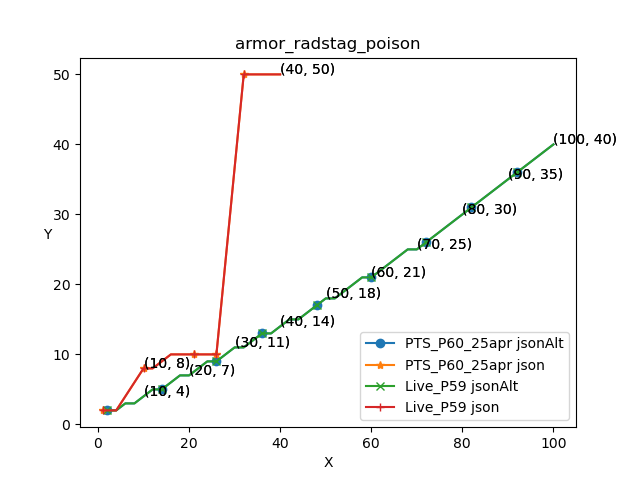 armor_radstag_poison
50
40
30
20
10
0
Y
(40, 50)
(100, 40)
(90, 35)
(80, 30)
(70, 25)
(60, 21)
(50, 18)
(40, 14)
(30, 11)
(10, 8)
(20, 7)
(10, 4)
PTS_P60_25apr jsonAlt
PTS_P60_25apr json
Live_P59 jsonAlt
Live_P59 json
0 20 40 60 80 100
X